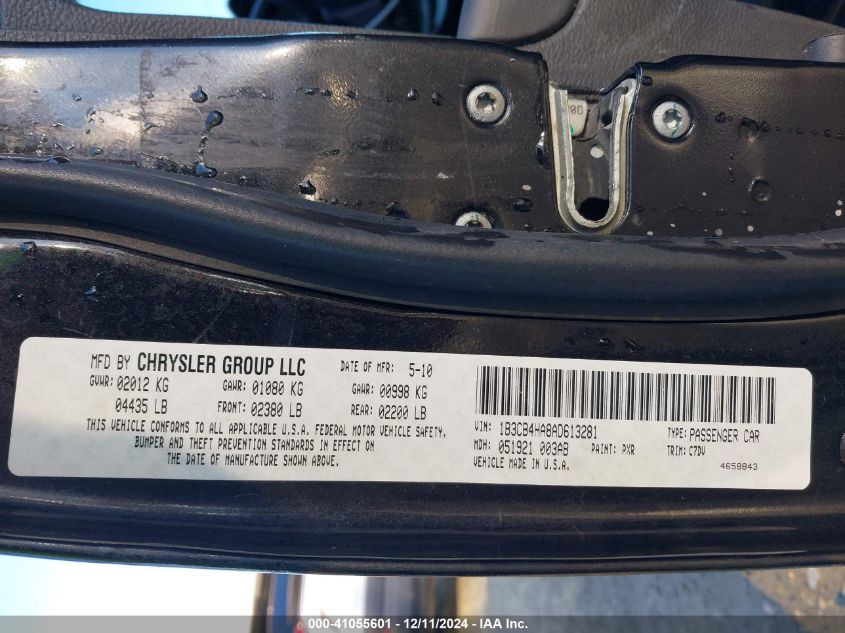 0D
MFD BY CHRYSLER GROUP LLC DATE OF MFR: 5-10
GVWR: 02012 KG GAWR: 01080 KG GAWR: 00998 KG
04435 LB FRONT: 02380 LB REAR: 02200 LB
THIS VEHICLE CONFORMS TO ALL APPLICABLE U.S.A. FEDERAL MOTOR VEHICLE SAFETY,
BUMPER AND THEFT PREVENTION STANDARDS IN EFFECT ON
THE DATE OF MANUFACTURE SHOWN ABOVE.
VIN: 1B3CB4HA8AD613281 TYPE: PASSENGER CAR
MDH: 051921 003AB PAINT: PXR TRIM: C7DV
VEHICLE MADE IN U.S.A. 4658843
000-41055601 - 12/11/2024 - IAAI.COM